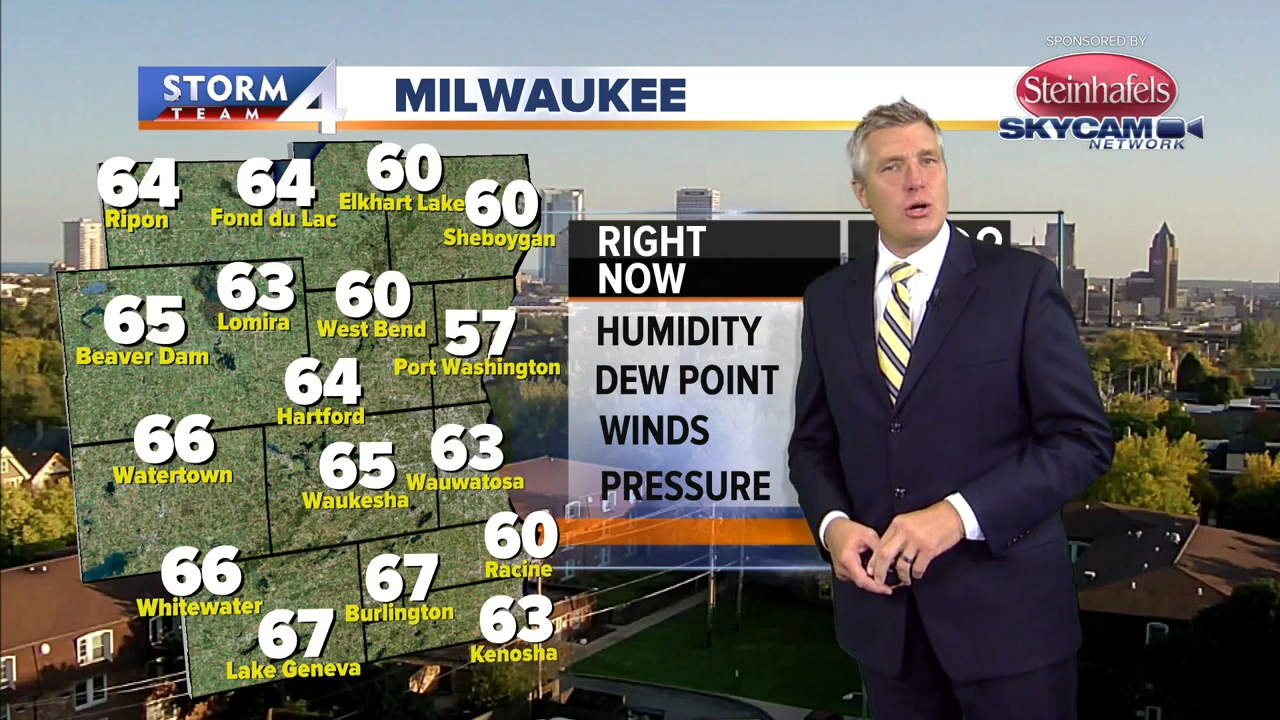 SPONSORED BY
Steinhafels
SKYCAM
NETWORK
STORM
TEAM 4
MILWAUKEE
64
Ripon
64
Fond du Lac
60
Elkhart Lake
60
Sheboygan
65
Beaver Dam
63
Lomira
60
West Bend
57
Port Washington
64
Hartford
66
Watertown
65
Waukesha
63
Wauwatosa
66
Whitewater
67
Burlington
60
Racine
67
Lake Geneva
63
Kenosha
RIGHT
NOW
HUMIDITY
DEW POINT
WINDS
PRESSURE